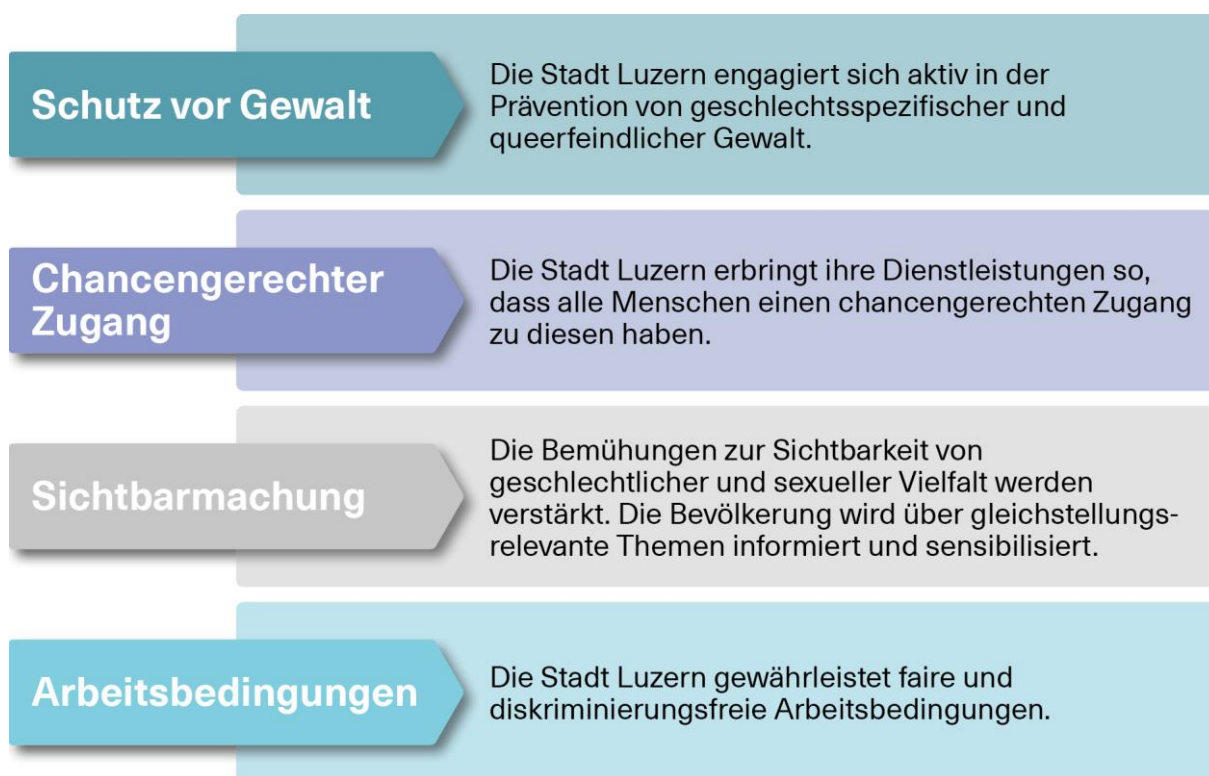 Schutz vor Gewalt
Die Stadt Luzern engagiert sich aktiv in der
Prävention von geschlechtsspezifischer und
queerfeindlicher Gewalt.
Chancengerechter
Zugang
Die Stadt Luzern erbringt ihre Dienstleistungen so,
dass alle Menschen einen chancengerechten Zugang
zu diesen haben.
Sichtbarmachung
Die Bemühungen zur Sichtbarkeit von
geschlechtlicher und sexueller Vielfalt werden
verstärkt. Die Bevölkerung wird über gleichstellungs-
relevante Themen informiert und sensibilisiert.
Arbeitsbedingungen
Die Stadt Luzern gewährleistet faire und
diskriminierungsfreie Arbeitsbedingungen.